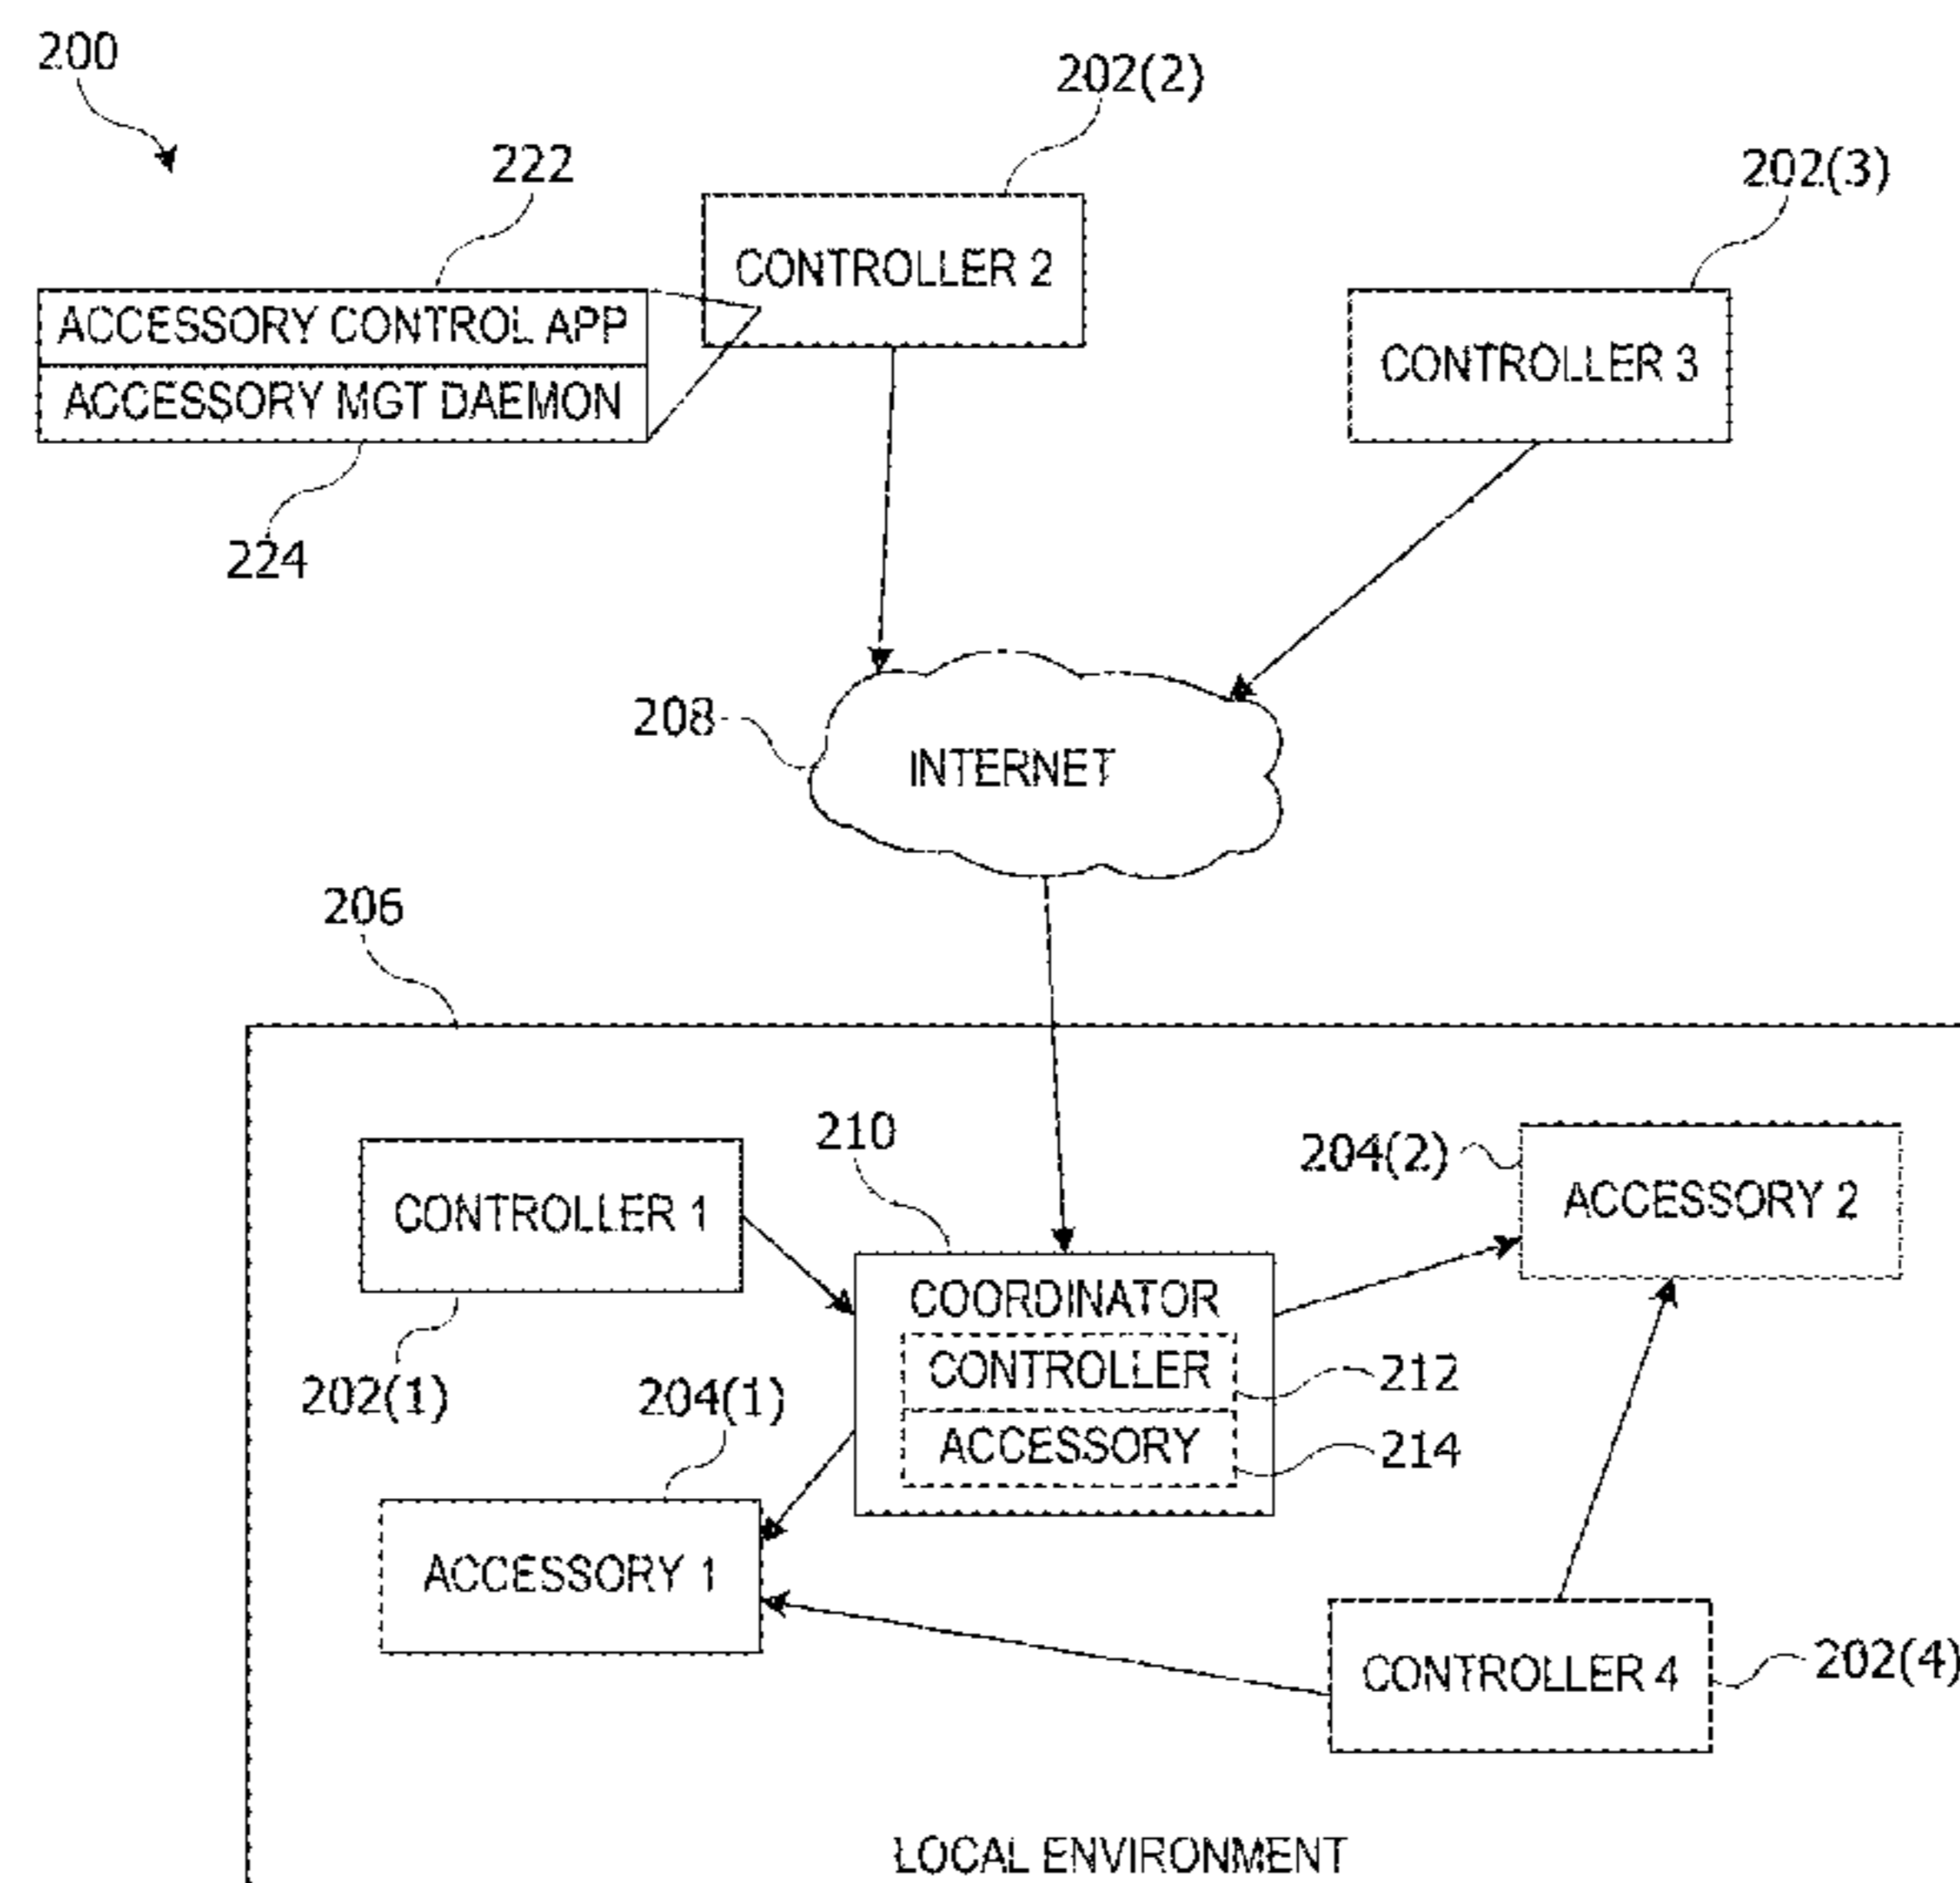 200
202(2)
222
202(3)
CONTROLLER 2
ACCESSORY CONTROL APP
CONTROLLER 3
ACCESSORY MGT DAEMON
224
208
INTERNET
206
210
204(2)
CONTROLLER 1
ACCESSORY 2
COORDINATOR
CONTROLLER
212
202(1)
204(1)
ACCESSORY
214
ACCESSORY 1
CONTROLLER 4
202(4)
LOCAL ENVIRONMENT